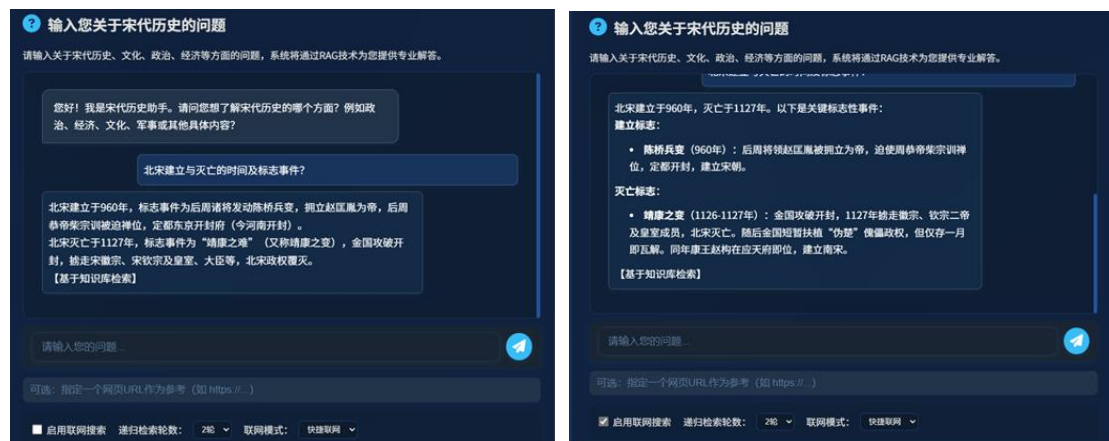 输入您关于宋代历史的问题
请输入关于宋代历史、文化、政治、经济等方面的问题，系统将通过RAG技术为您提供专业解答。
您好！我是宋代历史助手。请问您想了解宋代历史的哪个方面？例如政
治、经济、文化、军事或其他具体内容？
北宋建立与灭亡的时间及标志事件？
北宋建立于960年，标志事件为后周诸将发动陈桥兵变，拥立赵匡胤为帝，后周
恭帝柴宗训被迫禅位，定都东京开封府（今河南开封）。
北宋灭亡于1127年，标志事件为“靖康之难”（又称靖康之变），金国攻破开
封，掳走宋徽宗、宋钦宗及皇室、大臣等，北宋政权覆灭。
【基于知识库检索】
请输入您的问题...
可选：指定一个网页URL作为参考（如 https://...）
启用联网搜索 递归检索轮数： 2轮 联网模式： 快捷联网
输入您关于宋代历史的问题
请输入关于宋代历史、文化、政治、经济等方面的问题，系统将通过RAG技术为您提供专业解答。
北宋建立于960年，灭亡于1127年。以下是关键标志性事件：
建立标志：
• 陈桥兵变（960年）：后周将领赵匡胤被拥立为帝，迫使周恭帝柴宗训禅
位，定都开封，建立宋朝。
灭亡标志：
• 靖康之变（1126-1127年）：金国攻破开封，1127年掳走徽宗、钦宗二帝
及皇室成员，北宋灭亡。随后金国短暂扶植“伪楚”傀儡政权，但仅存一月
即瓦解。同年康王赵构在应天府即位，建立南宋。
【基于知识库检索】
请输入您的问题...
可选：指定一个网页URL作为参考（如 https://...）
启用联网搜索 递归检索轮数： 2轮 联网模式： 快捷联网